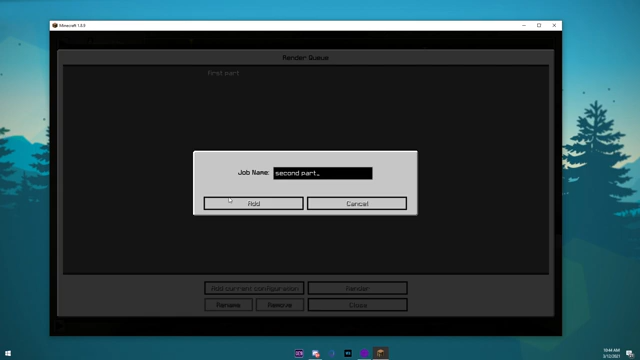 Minecraft 1.8.9
Render Queue
first part
Job Name: second part_
Add
Cancel
Add current configuration
Render
Rename
Remove
Close
10:44 AM
3/12/2021